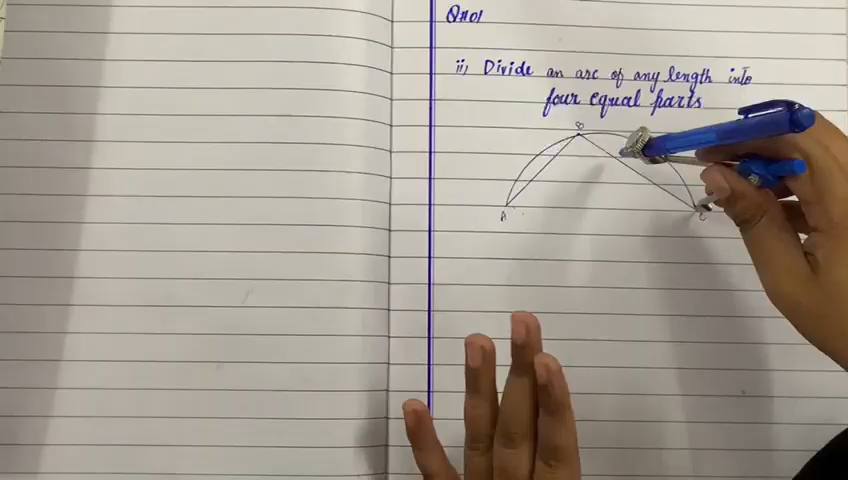 Q#01
ii, Divide an arc of any length into
four equal parts
B
A
C